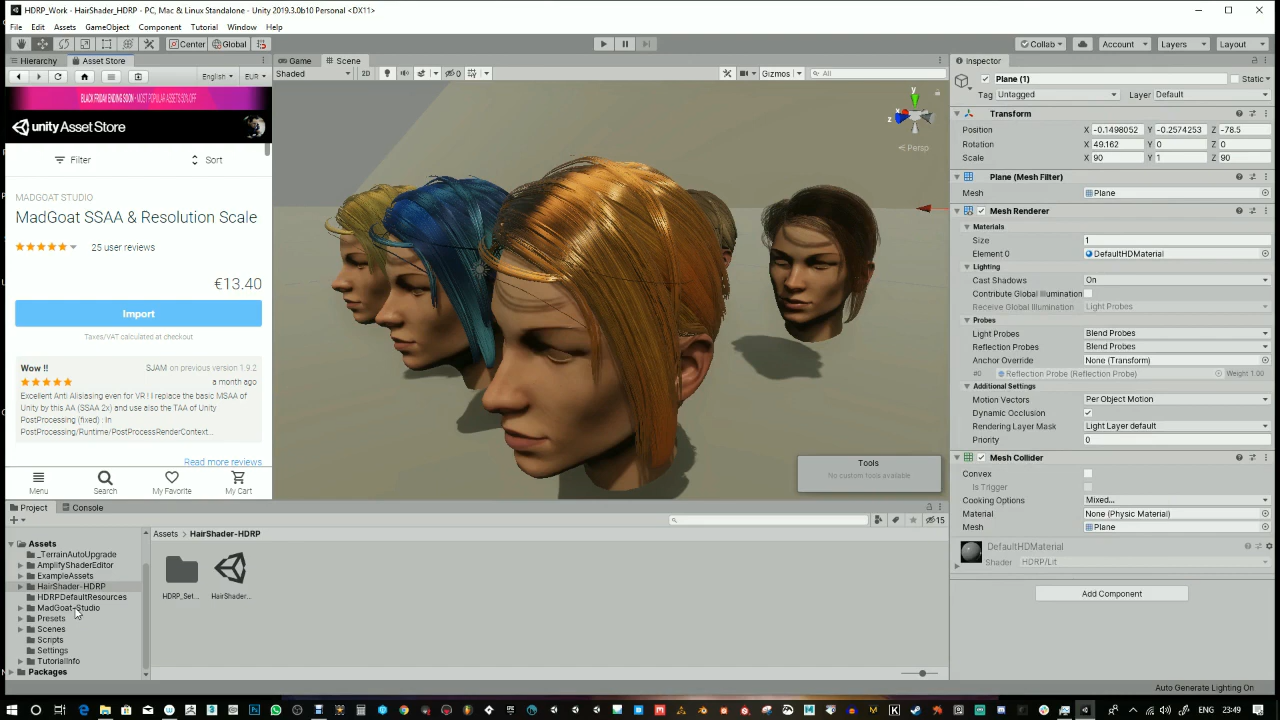 HDRP_Work - HairShader_HDRP - PC, Mac & Linux Standalone - Unity 2019.3.0b10 Personal <DX11>
File Edit Assets GameObject Component Tutorial Window Help
Center Global Collab Account Layers Layout
Hierarchy Asset Store
English EUR
BLACK FRIDAY ENDING SOON • MOST POPULAR ASSETS 50% OFF
unity Asset Store
Filter Sort
MADGOAT STUDIO
MadGoat SSAA & Resolution Scale
25 user reviews
€13.40
Import
Taxes/VAT calculated at checkout
Wow !! SJAM on previous version 1.9.2
a month ago
Excellent Anti Alisiasing even for VR ! I replace the basic MSAA of
Unity by this AA (SSAA 2x) and use also the TAA of Unity
PostProcessing (fixed) : In
PostProcessing/Runtime/PostProcessRenderContext...
Read more reviews
Menu Search My Favorite My Cart
Game Scene
Shaded 2D 0 Gizmos All
y
x
z
Persp
Tools
No custom tools available
Inspector
Plane (1) Static
Tag Untagged Layer Default
Transform
Position X -0.1498052 Y -0.2574253 Z -78.5
Rotation X 49.162 Y 0 Z 0
Scale X 90 Y 1 Z 90
Plane (Mesh Filter)
Mesh Plane
Mesh Renderer
Materials
Size 1
Element 0 DefaultHDMaterial
Lighting
Cast Shadows On
Contribute Global Illumination
Receive Global Illumination Light Probes
Probes
Light Probes Blend Probes
Reflection Probes Blend Probes
Anchor Override None (Transform)
#0 Reflection Probe (Reflection Probe) Weight 1.00
Additional Settings
Motion Vectors Per Object Motion
Dynamic Occlusion
Rendering Layer Mask Light Layer default
Priority 0
Mesh Collider
Convex
Is Trigger
Cooking Options Mixed...
Material None (Physic Material)
Mesh Plane
DefaultHDMaterial
Shader HDRP/Lit
Add Component
Project Console
15
Assets
_TerrainAutoUpgrade
AmplifyShaderEditor
ExampleAssets
HairShader-HDRP
HDRPDefaultResources
MadGoat-Studio
Presets
Scenes
Scripts
Settings
TutorialInfo
Packages
Assets > HairShader-HDRP
HDRP_Set... HairShader...
Auto Generate Lighting On
ENG 23:49